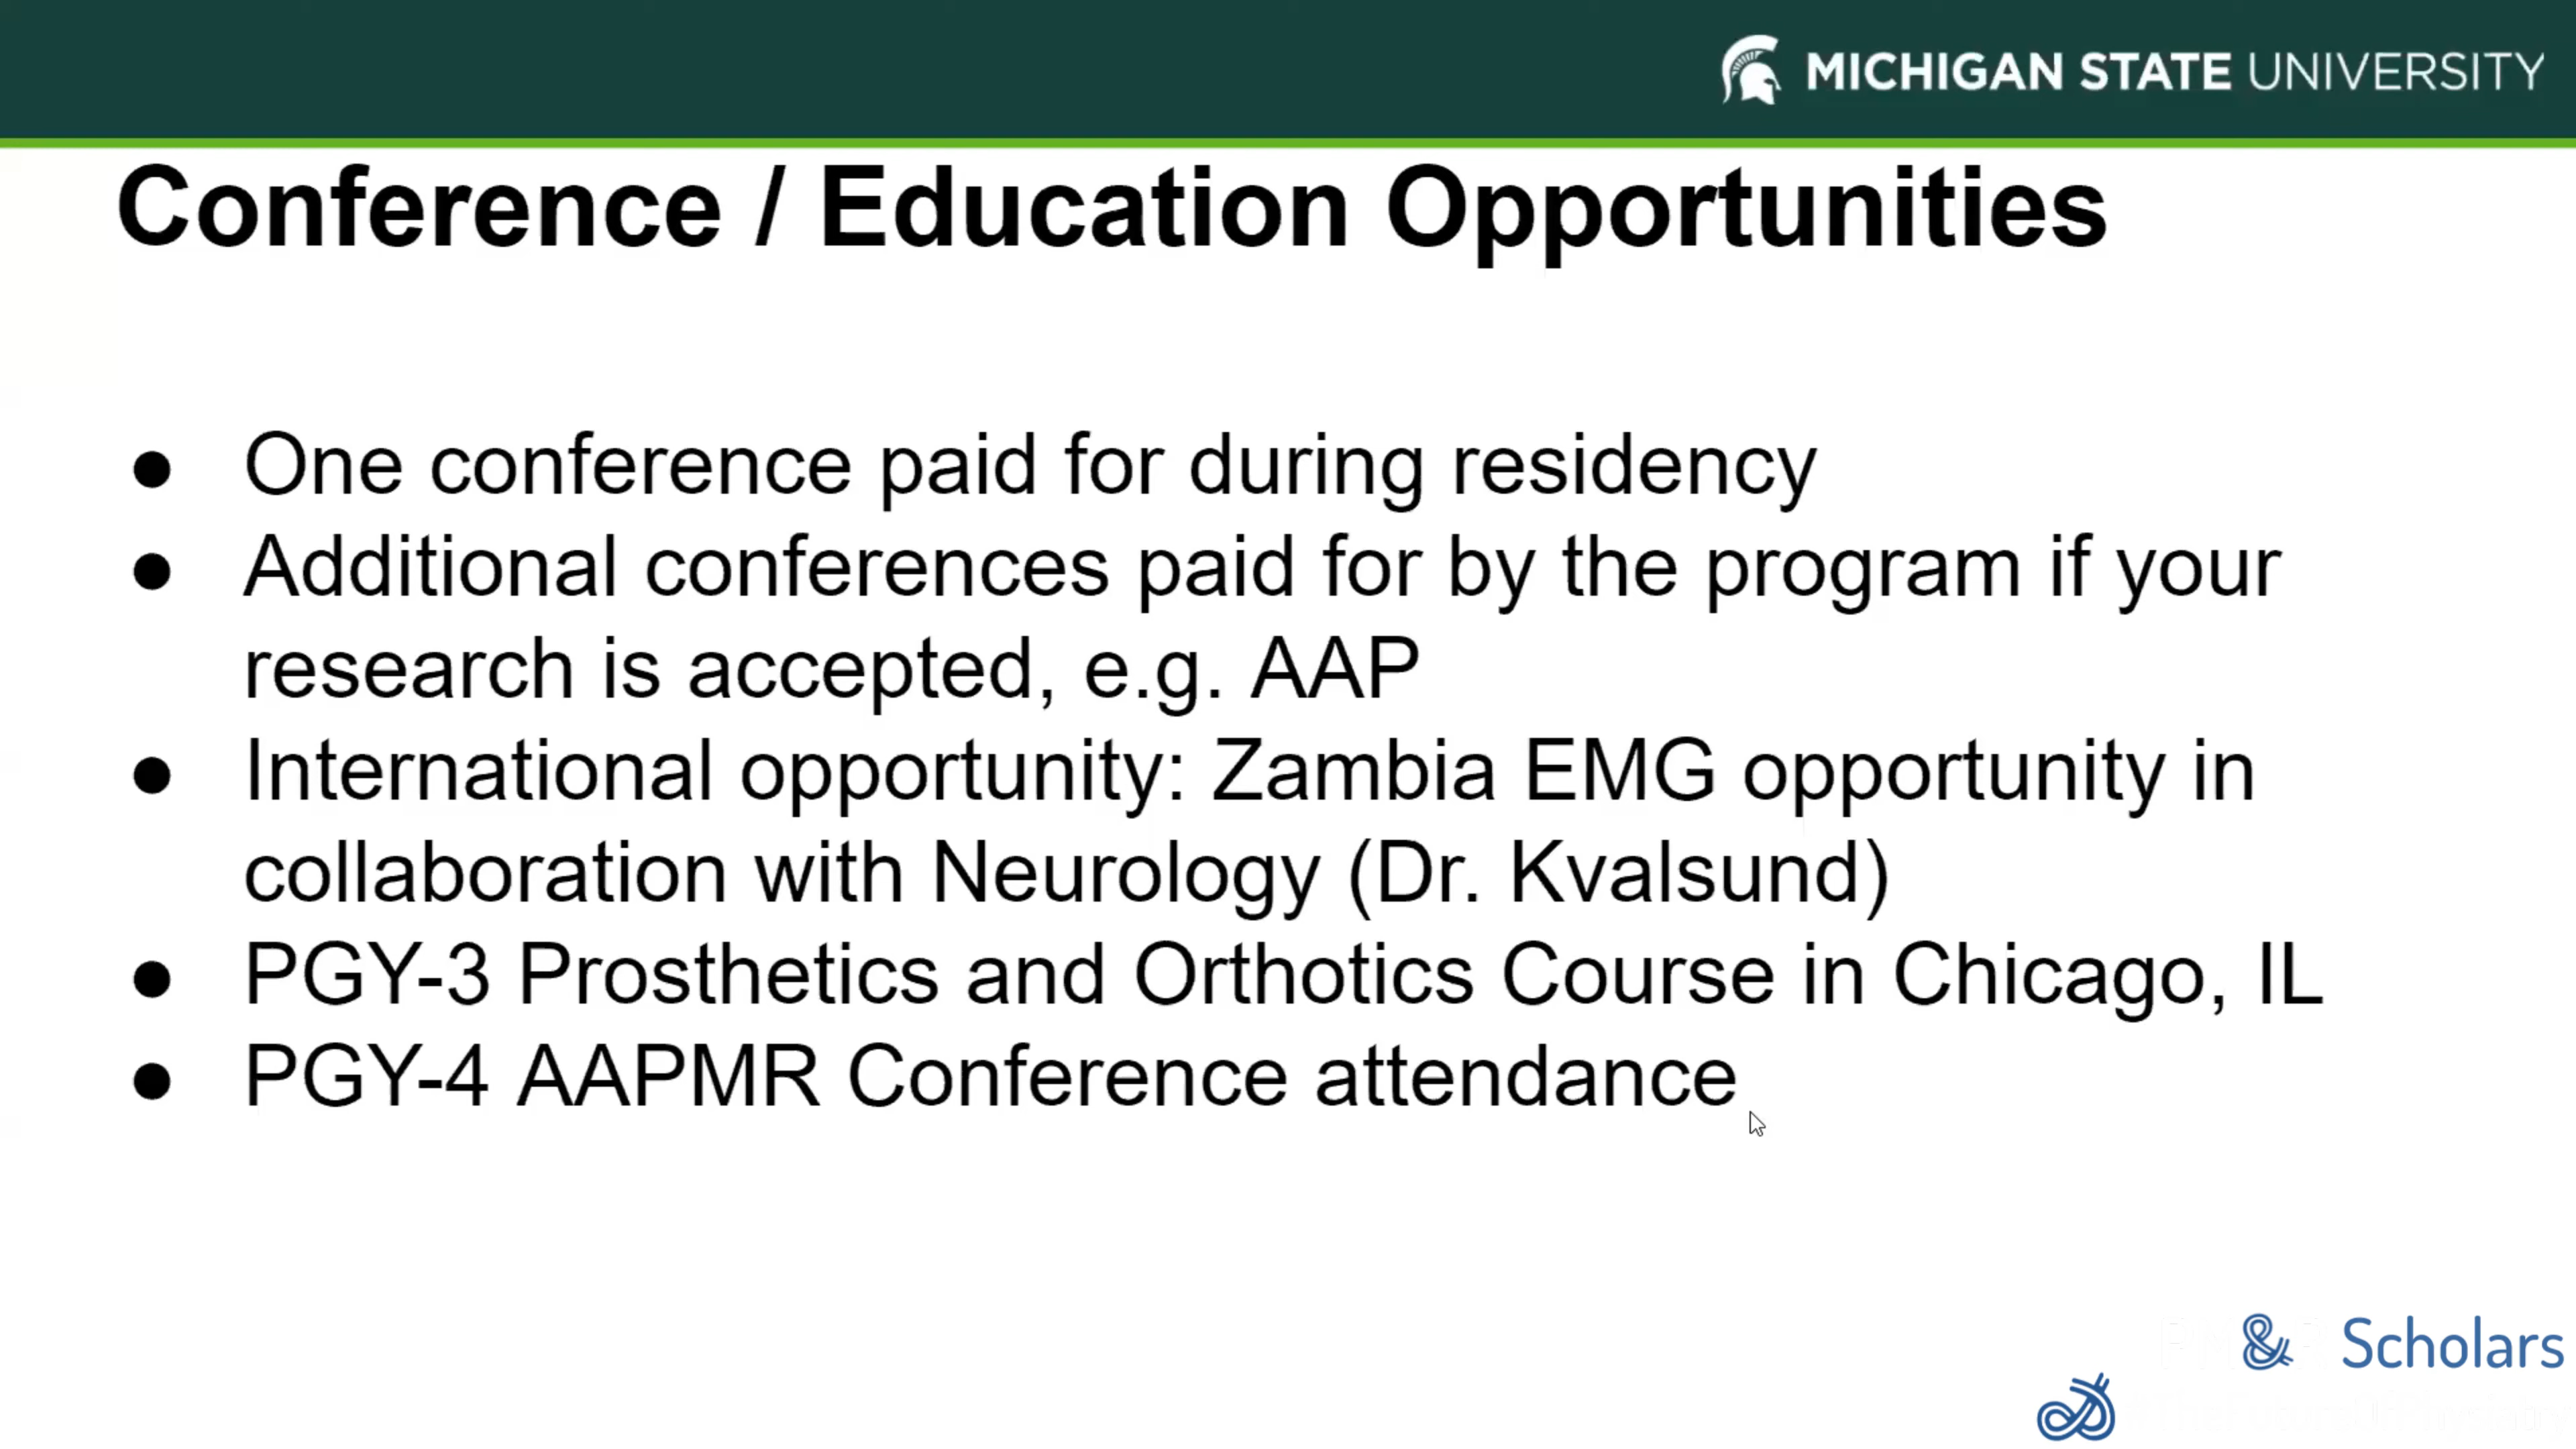 MICHIGAN STATE UNIVERSITY
Conference / Education Opportunities
● One conference paid for during residency
● Additional conferences paid for by the program if your
research is accepted, e.g. AAP
● International opportunity: Zambia EMG opportunity in
collaboration with Neurology (Dr. Kvalsund)
● PGY-3 Prosthetics and Orthotics Course in Chicago, IL
● PGY-4 AAPMR Conference attendance
& Scholars